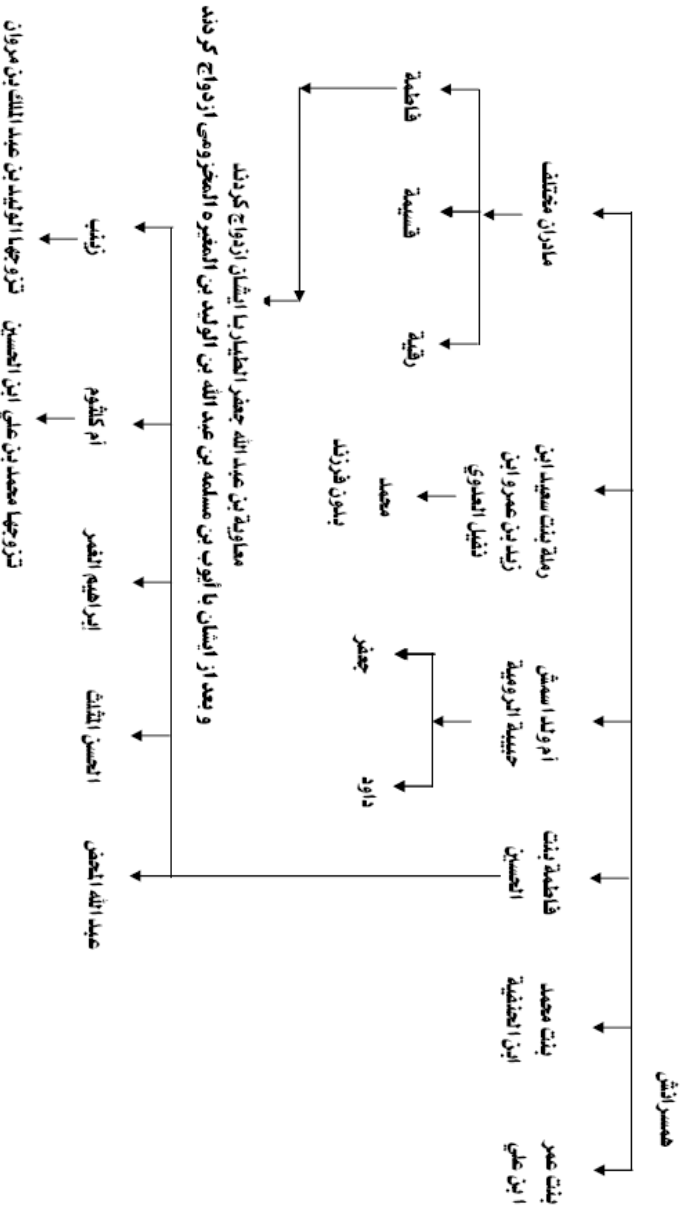 همسرانش
بنت عمر
ابن علي
بنت محمد
ابن الحنفية
فاطمة بنت
الحسين
أم ولد اسمش
حبيبة الرومية
رملة بنت سعيد ابن
زيد بن عمرو ابن
نفيل العدوي
مادران مختلف
داود
جعفر
محمد
بدون فرزند
رقية
قسيمة
فاطمة
معاوية بن عبد الله جعفر الطيار با ايشان ازدواج كردند
و بعد از ايشان با أيوب بن مسلمه بن عبد الله بن الوليد بن المغيره المخزومى ازدواج كردند
عبد الله المحض
الحسن المثلث
إبراهيم الغمر
أم كلثوم
زينب
تزوجها محمد بن علي ابن الحسين
تزوجها الوليد بن عبد الملك بن مروان